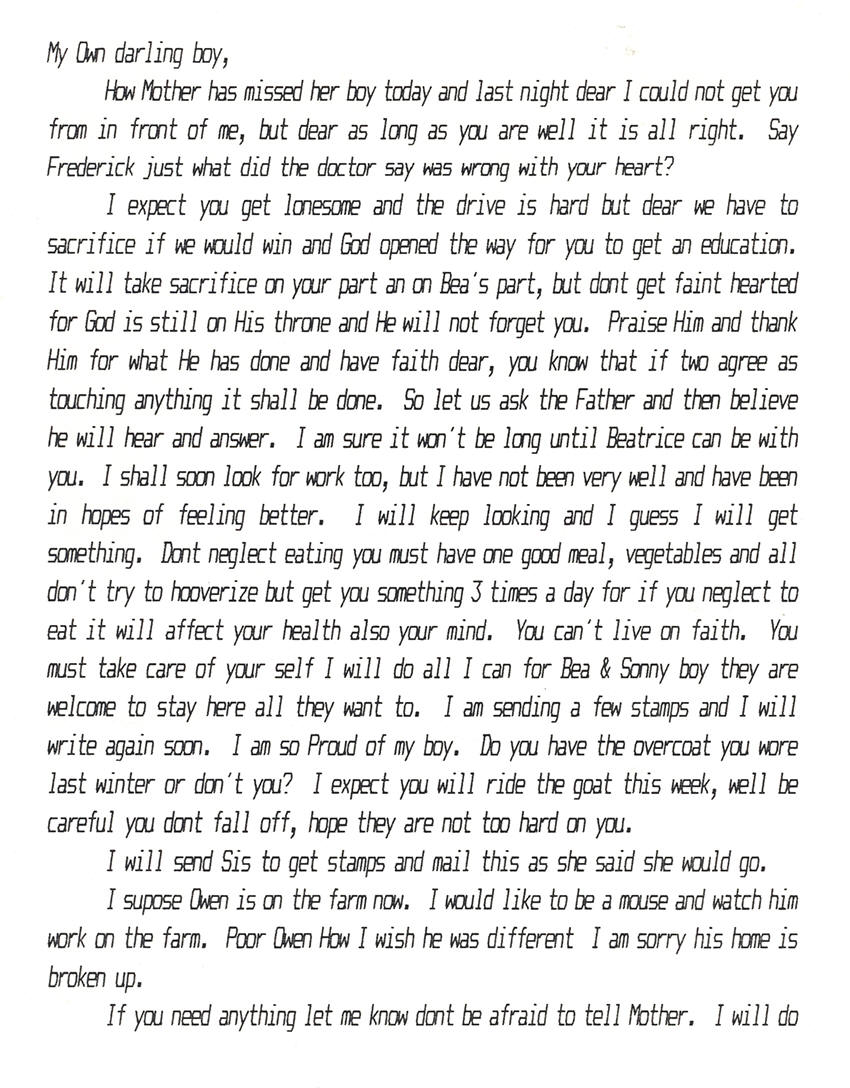 My Own darling boy,
How Mother has missed her boy today and last night dear I could not get you
from in front of me, but dear as long as you are well it is all right.  Say
Frederick just what did the doctor say was wrong with your heart?
I expect you get lonesome and the drive is hard but dear we have to
sacrifice if we would win and God opened the way for you to get an education.
It will take sacrifice on your part an on Bea's part, but dont get faint hearted
for God is still on His throne and He will not forget you.  Praise Him and thank
Him for what He has done and have faith dear, you know that if two agree as
touching anything it shall be done.  So let us ask the Father and then believe
he will hear and answer.  I am sure it won't be long until Beatrice can be with
you.  I shall soon look for work too, but I have not been very well and have been
in hopes of feeling better.  I will keep looking and I guess I will get
something.  Dont neglect eating you must have one good meal, vegetables and all
don't try to hooverize but get you something 3 times a day for if you neglect to
eat it will affect your health also your mind.  You can't live on faith.  You
must take care of your self I will do all I can for Bea & Sonny boy they are
welcome to stay here all they want to.  I am sending a few stamps and I will
write again soon.  I am so Proud of my boy.  Do you have the overcoat you wore
last winter or don't you?  I expect you will ride the goat this week, well be
careful you dont fall off, hope they are not too hard on you.
I will send Sis to get stamps and mail this as she said she would go.
I supose Owen is on the farm now.  I would like to be a mouse and watch him
work on the farm.  Poor Owen How I wish he was different  I am sorry his home is
broken up.
If you need anything let me know dont be afraid to tell Mother.  I will do